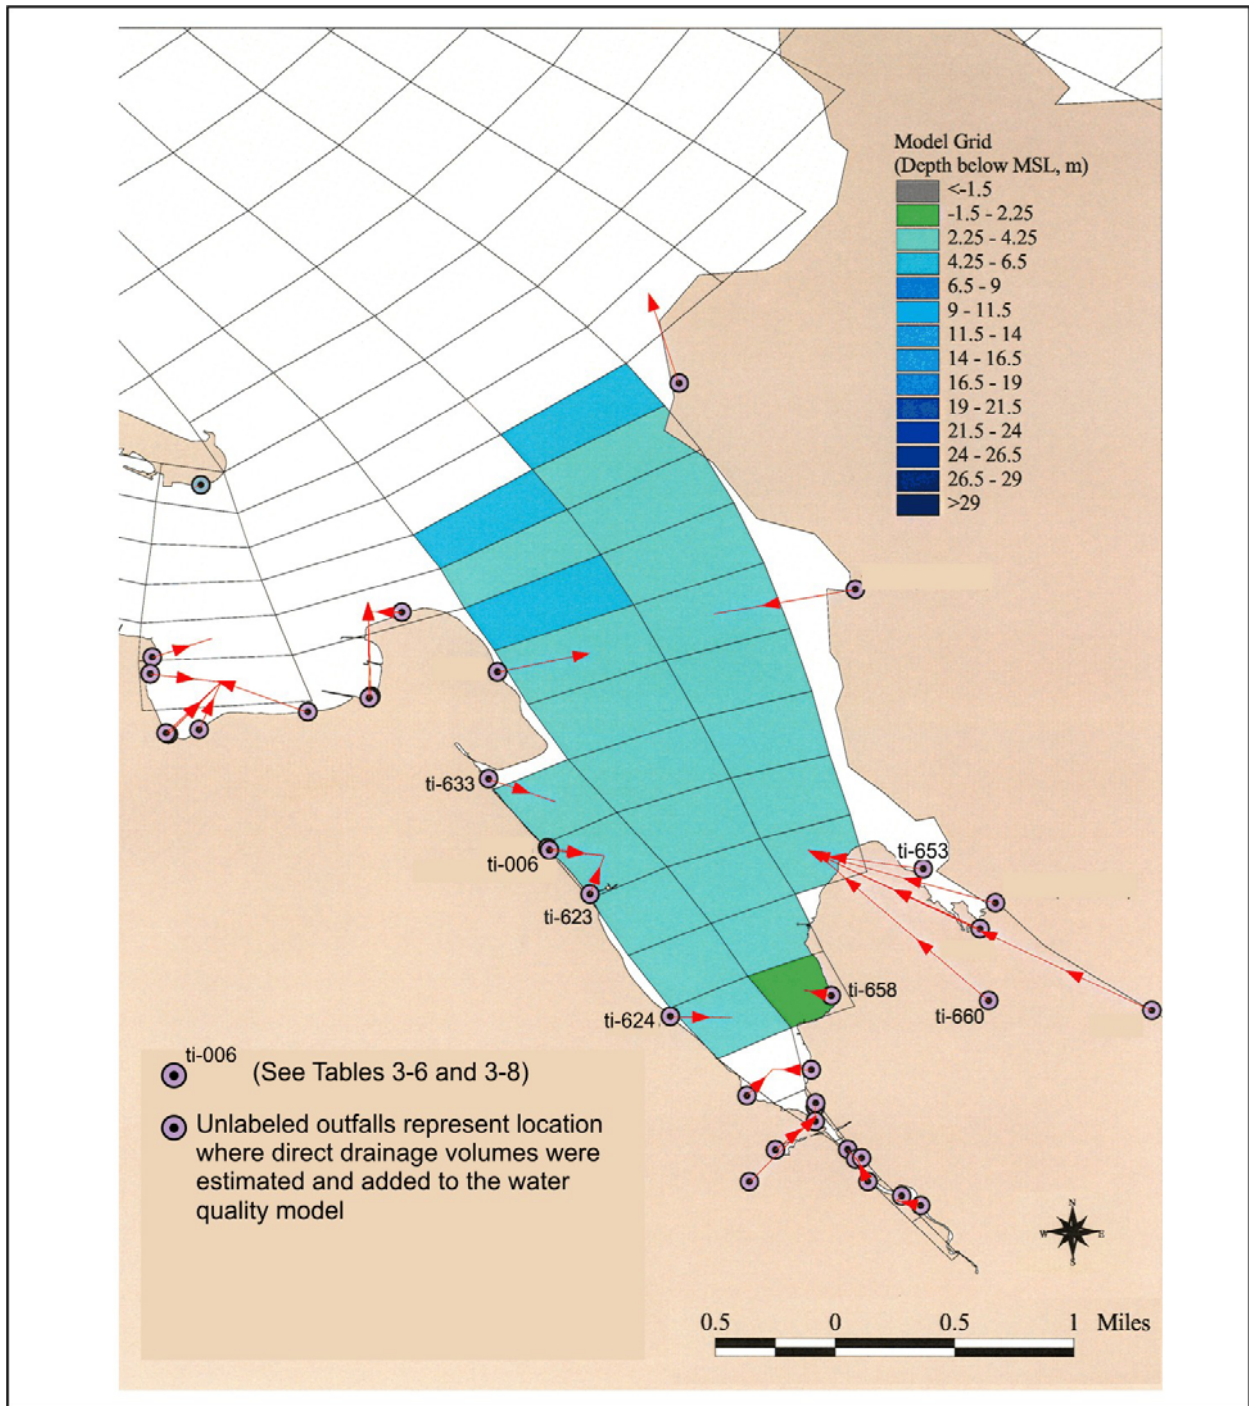 Model Grid
(Depth below MSL, m)
<-1.5
-1.5 - 2.25
2.25 - 4.25
4.25 - 6.5
6.5 - 9
9 - 11.5
11.5 - 14
14 - 16.5
16.5 - 19
19 - 21.5
21.5 - 24
24 - 26.5
26.5 - 29
>29
ti-633
ti-006
ti-653
ti-623
ti-658
ti-624
ti-660
ti-006
(See Tables 3-6 and 3-8)
Unlabeled outfalls represent location
where direct drainage volumes were
estimated and added to the water
quality model
N
W E
S
0.5 0 0.5 1 Miles